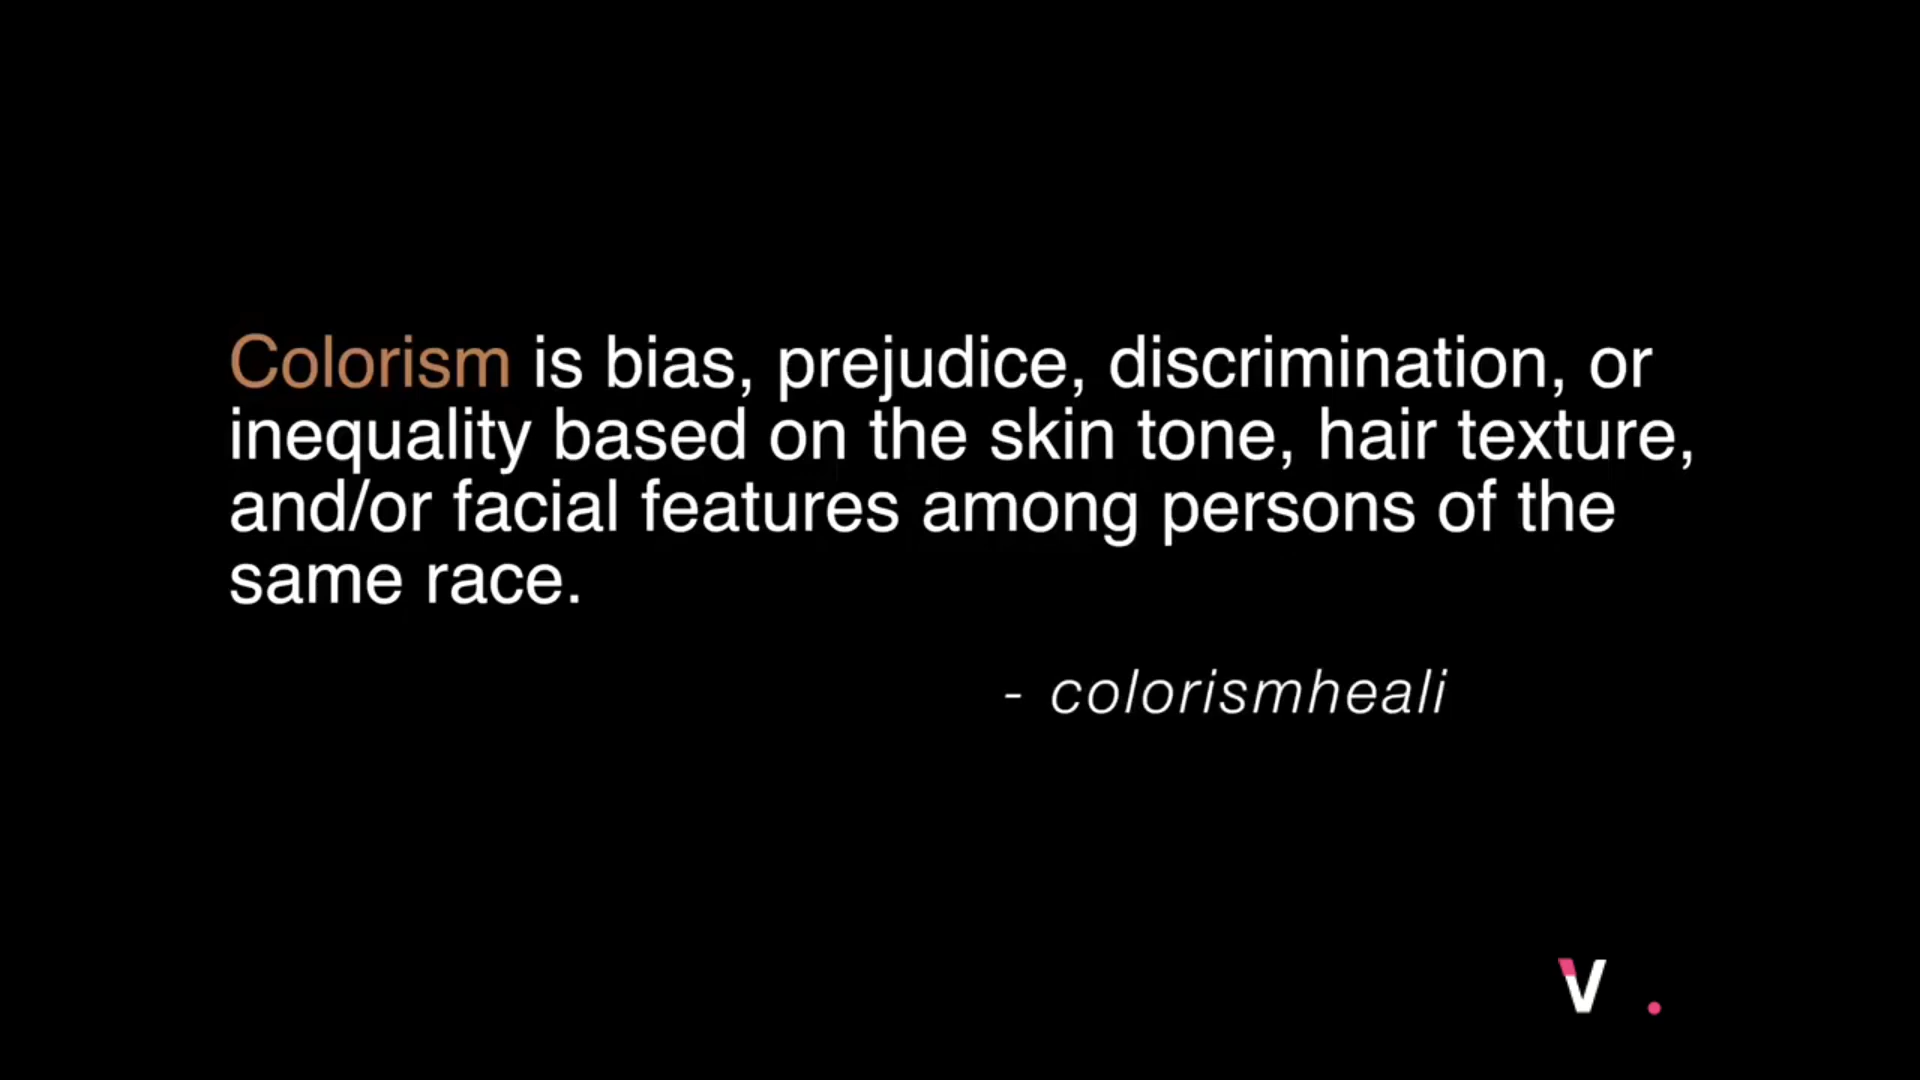 Colorism is bias, prejudice, discrimination, or
inequality based on the skin tone, hair texture,
and/or facial features among persons of the
same race.
- colorismheali
V .